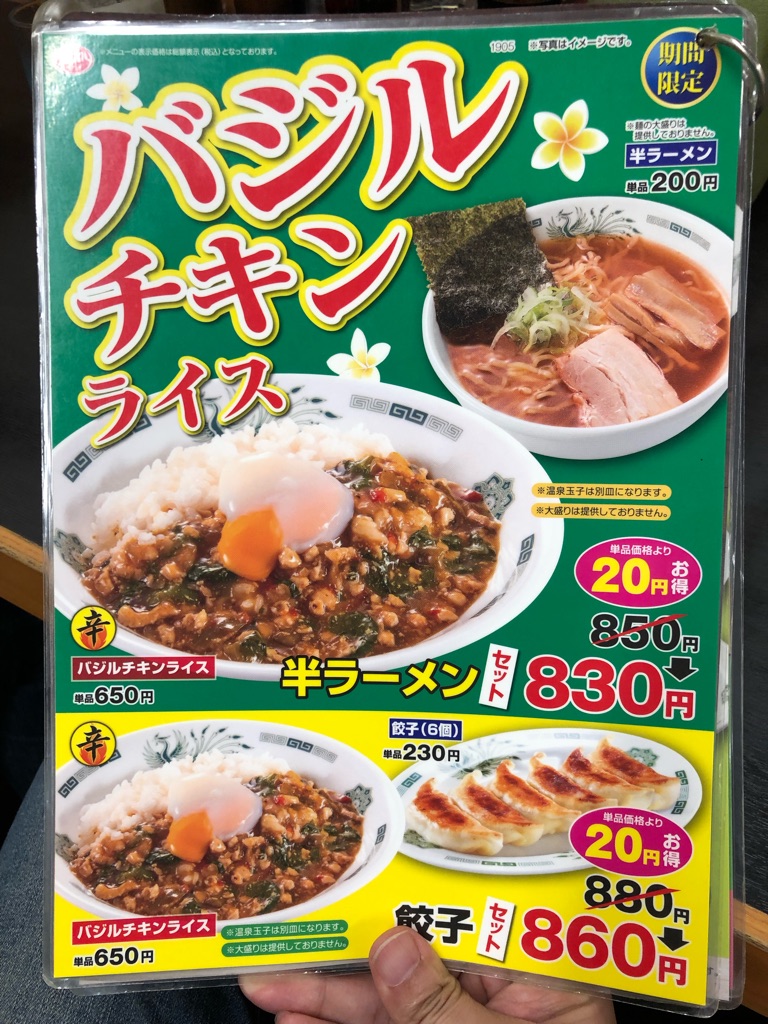 ※メニューの表示価格は総額表示(税込)となっております。
1905
※写真はイメージです。
期間
限定
バジル
チキン
ライス
※麺の大盛りは
提供しておりません。
半ラーメン
単品200円
※温泉玉子は別皿になります。
※大盛りは提供しておりません。
単品価格より
20円お得
850円
830円
辛
バジルチキンライス
単品650円
半ラーメン
セット
辛
餃子(6個)
単品230円
単品価格より
20円お得
880円
860円
バジルチキンライス
単品650円
※温泉玉子は別皿になります。
※大盛りは提供しておりません。
餃子
セット